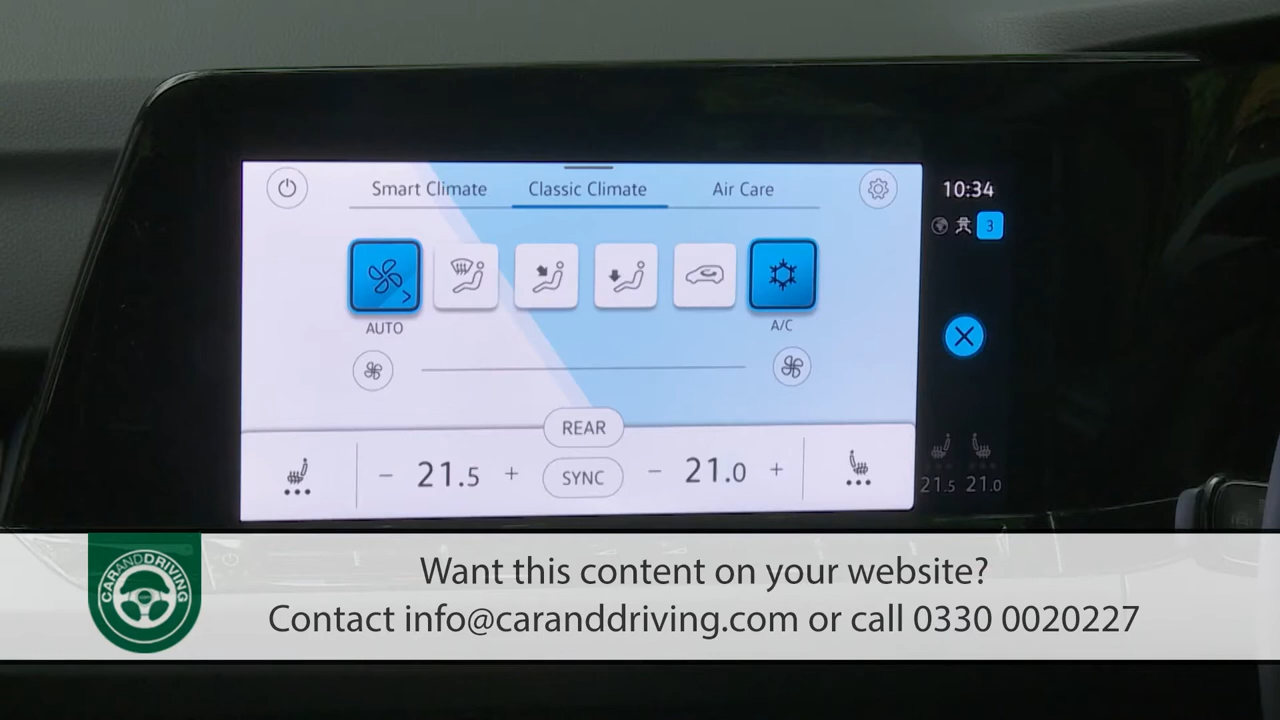 Smart Climate
Classic Climate
Air Care
10:34
3
AUTO
A/C
REAR
- 21.5 +
SYNC
- 21.0 +
21.5 21.0
CARANDDRIVING
Want this content on your website?
Contact info@caranddriving.com or call 0330 0020227